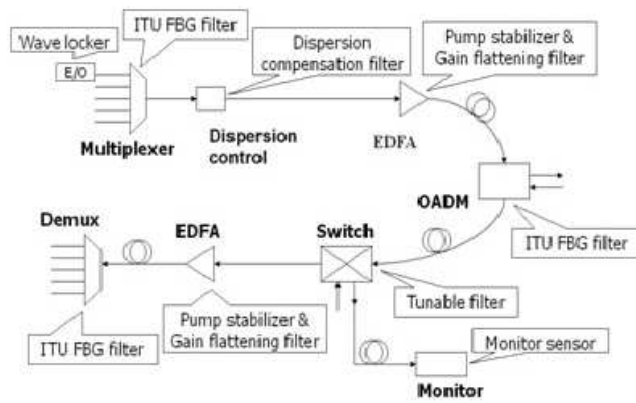 Wave locker
ITU FBG filter
E/O
Multiplexer
Dispersion
compensation filter
Dispersion
control
Pump stabilizer &
Gain flattening filter
EDFA
OADM
ITU FBG filter
Demux
EDFA
Switch
Tunable filter
ITU FBG filter
Pump stabilizer &
Gain flattening filter
Monitor sensor
Monitor